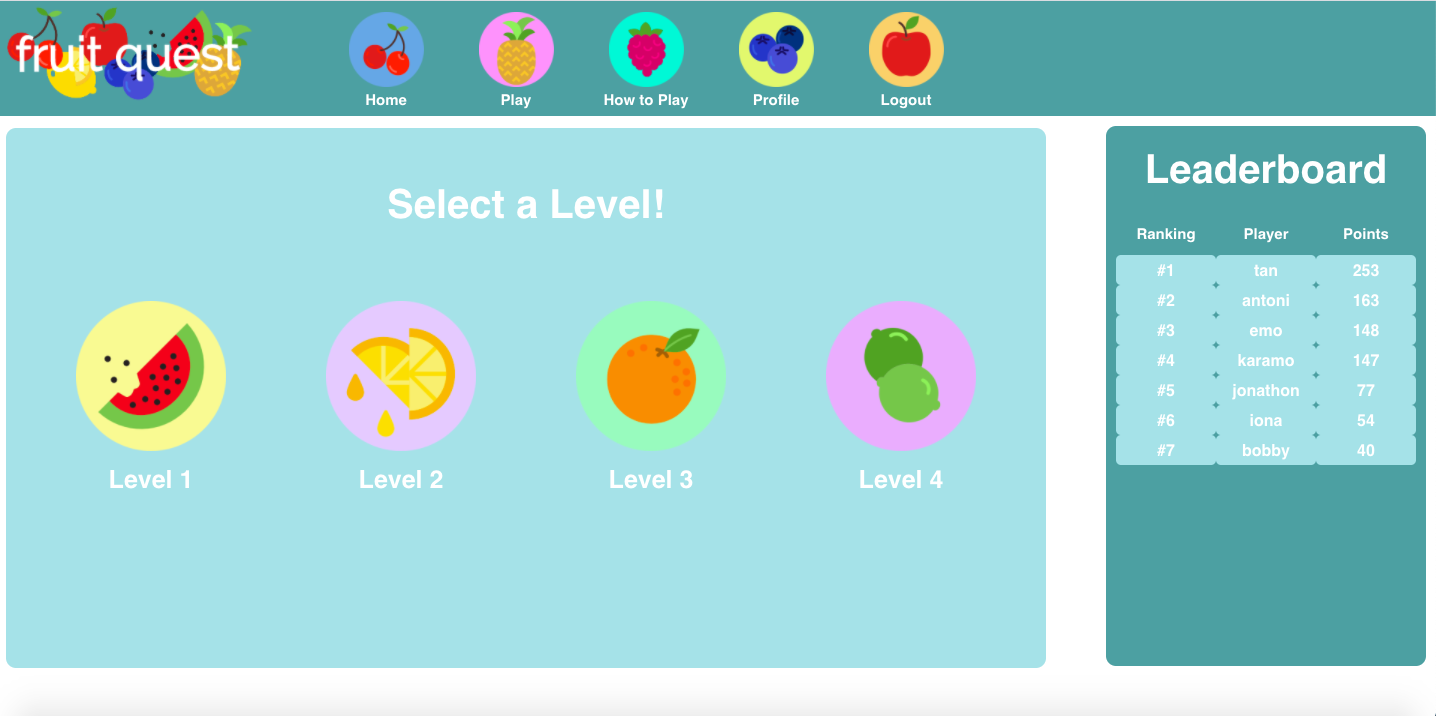 fruit quest
Home Play How to Play Profile Logout
Select a Level!
Level 1 Level 2 Level 3 Level 4
Leaderboard
Ranking Player Points
#1 tan 253
#2 antoni 163
#3 emo 148
#4 karamo 147
#5 jonathon 77
#6 iona 54
#7 bobby 40